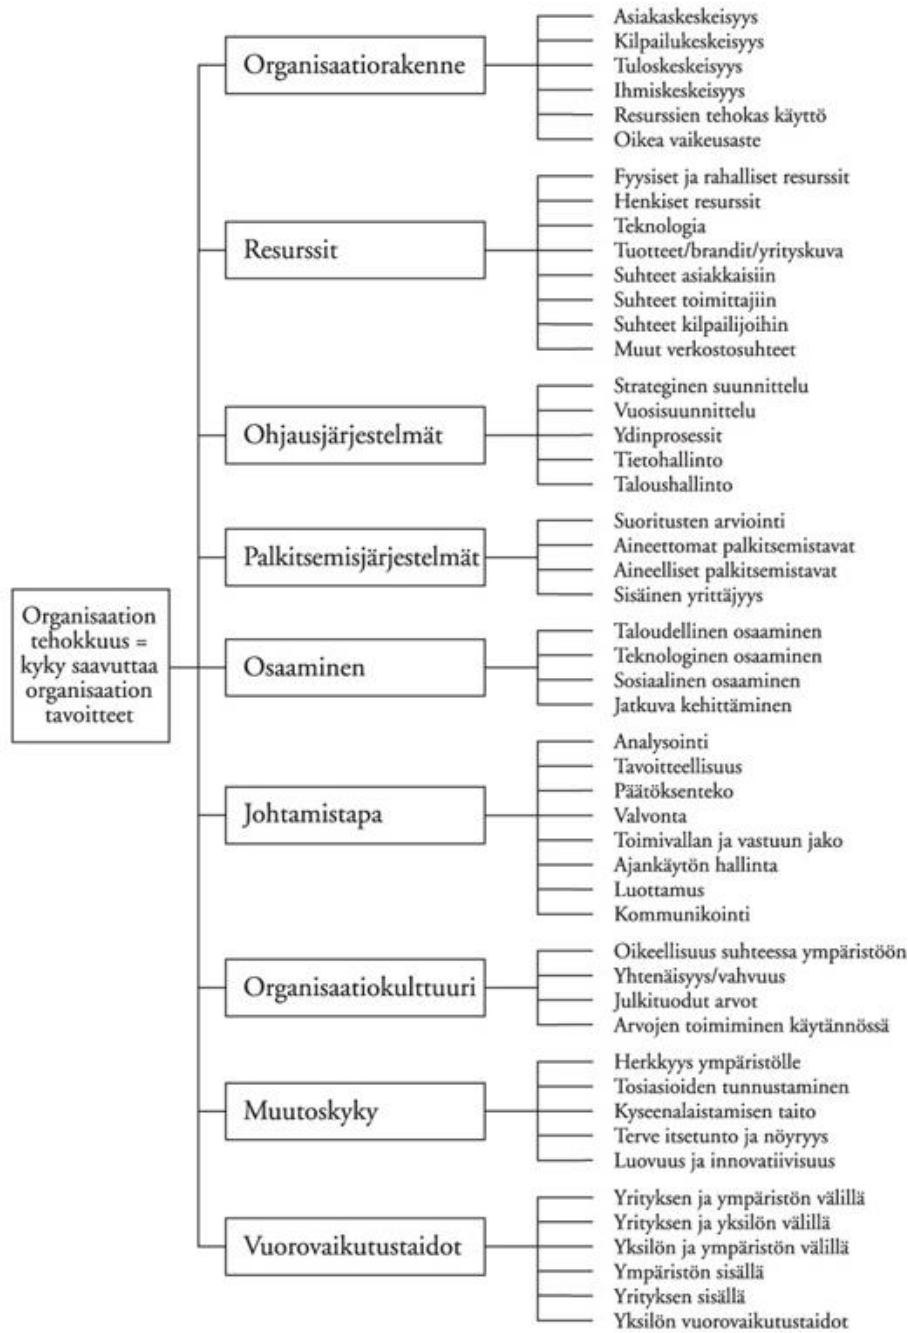 Organisaation
tehokkuus =
kyky saavuttaa
organisaation
tavoitteet
Organisaatiorakenne
Asiakaskeskeisyys
Kilpailukeskeisyys
Tuloskeskeisyys
Ihmiskeskeisyys
Resurssien tehokas käyttö
Oikea vaikeusaste
Resurssit
Fyysiset ja rahalliset resurssit
Henkiset resurssit
Teknologia
Tuotteet/brandit/yrityskuva
Suhteet asiakkaisiin
Suhteet toimittajiin
Suhteet kilpailijoihin
Muut verkostosuhteet
Ohjausjärjestelmät
Strateginen suunnittelu
Vuosisuunnittelu
Ydinprosessit
Tietohallinto
Taloushallinto
Palkitsemisjärjestelmät
Suoritusten arviointi
Aineettomat palkitsemistavat
Aineelliset palkitsemistavat
Sisäinen yrittäjyys
Osaaminen
Taloudellinen osaaminen
Teknologinen osaaminen
Sosiaalinen osaaminen
Jatkuva kehittäminen
Johtamistapa
Analysointi
Tavoitteellisuus
Päätöksenteko
Valvonta
Toimivallan ja vastuun jako
Ajankäytön hallinta
Luottamus
Kommunikointi
Organisaatiokulttuuri
Oikeellisuus suhteessa ympäristöön
Yhtenäisyys/vahvuus
Julkituodut arvot
Arvojen toimiminen käytännössä
Muutoskyky
Herkkyys ympäristölle
Tosiasioiden tunnustaminen
Kyseenalaistamisen taito
Terve itsetunto ja nöyryys
Luovuus ja innovatiivisuus
Vuorovaikutustaidot
Yrityksen ja ympäristön välillä
Yrityksen ja yksilön välillä
Yksilön ja ympäristön välillä
Ympäristön sisällä
Yrityksen sisällä
Yksilön vuorovaikutustaidot